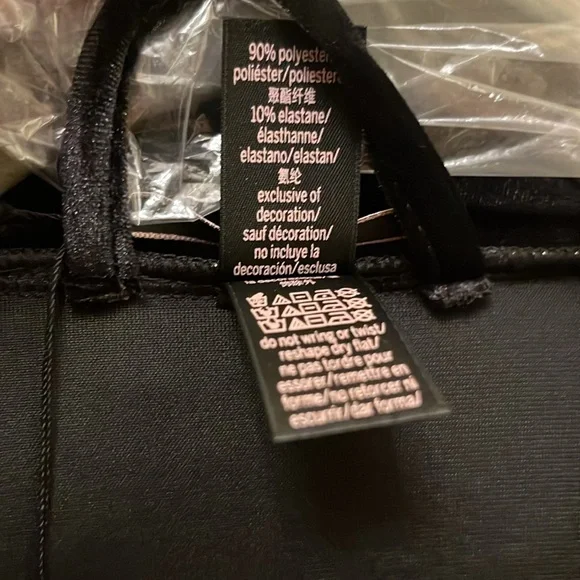 90% polyester/
poliéster/poliestere
聚酯纤维
10% elastane/
élasthanne/
elastano/elastan/
氨纶
exclusive of
decoration/
sauf décoration/
no incluye la
decoración/esclusa
do not wring or twist/
reshape dry flat/
ne pas tordre pour
essorer/remettre en
forme/no retorcer ni
escurrir/dar forma/